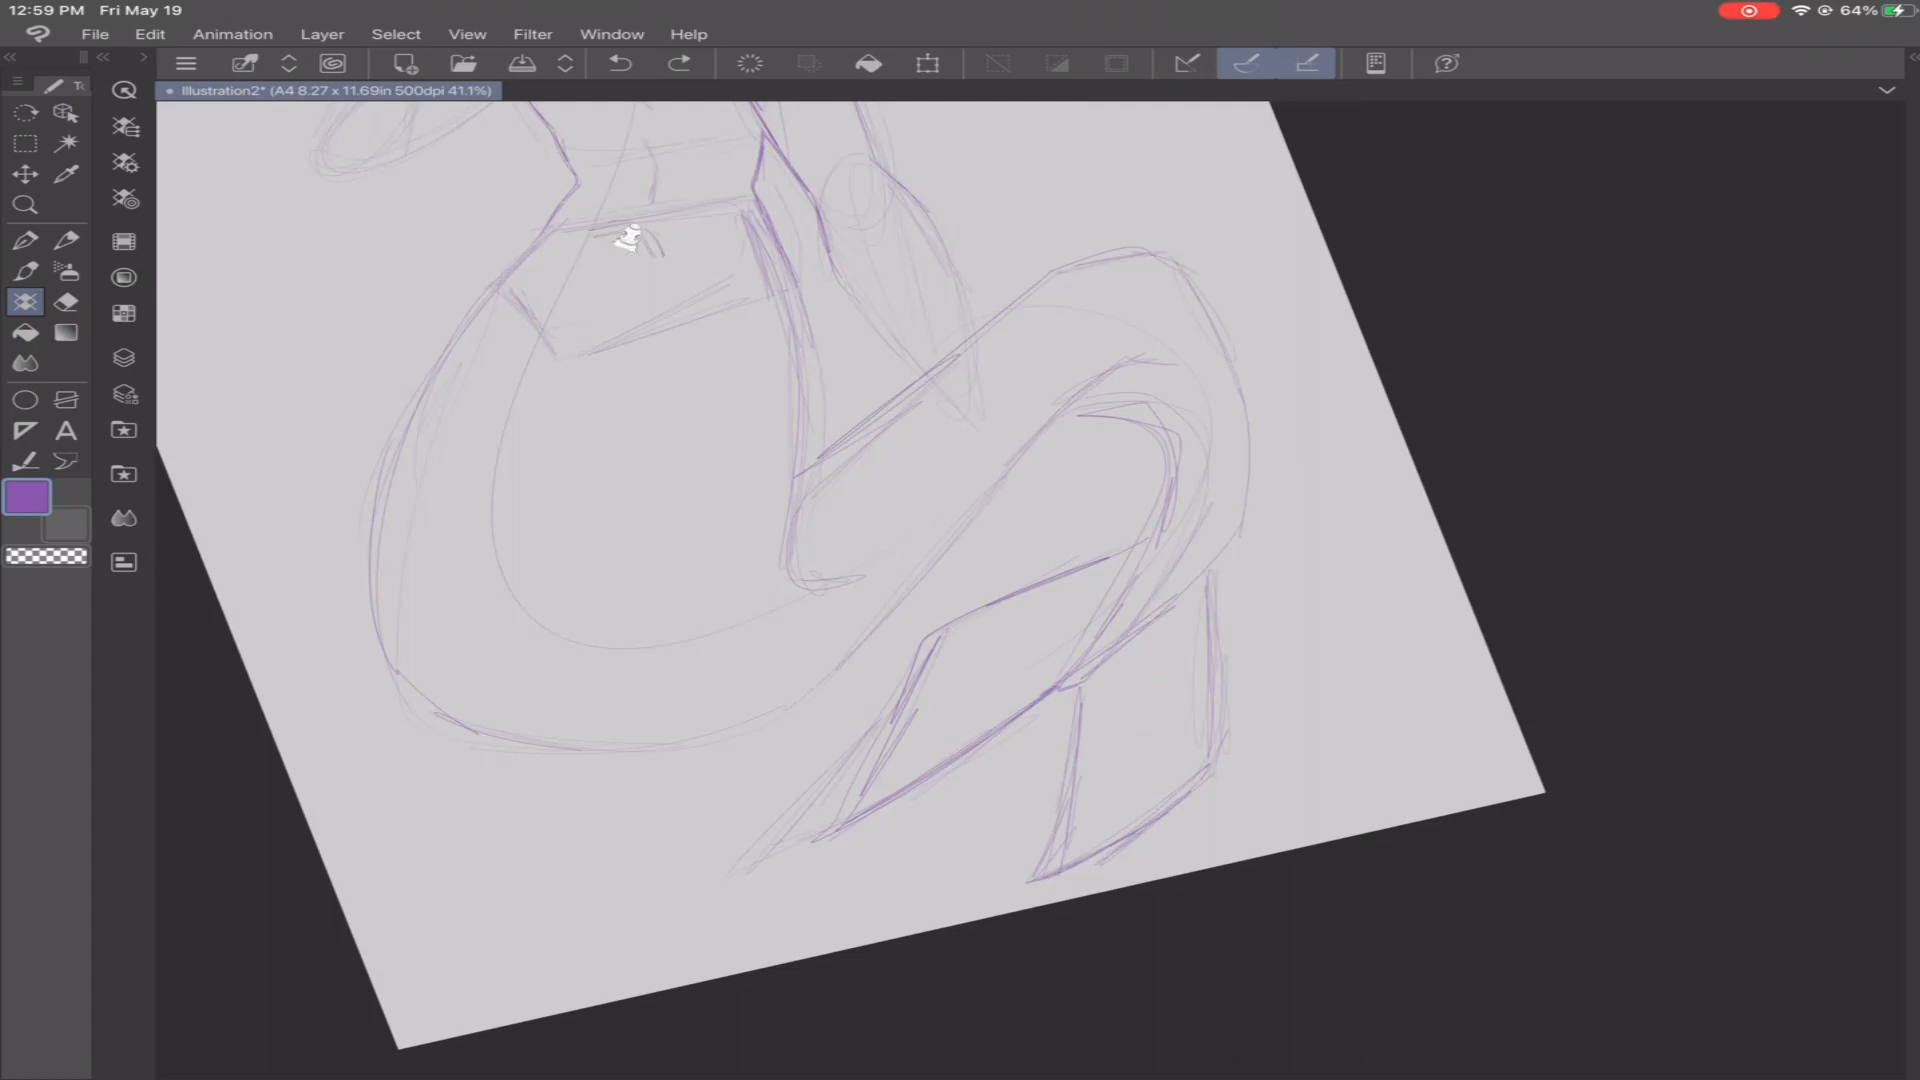 12:59 PM Fri May 19 64%
File Edit Animation Layer Select View Filter Window Help
Illustration2* (A4 8.27 x 11.69in 500dpi 41.1%)
A